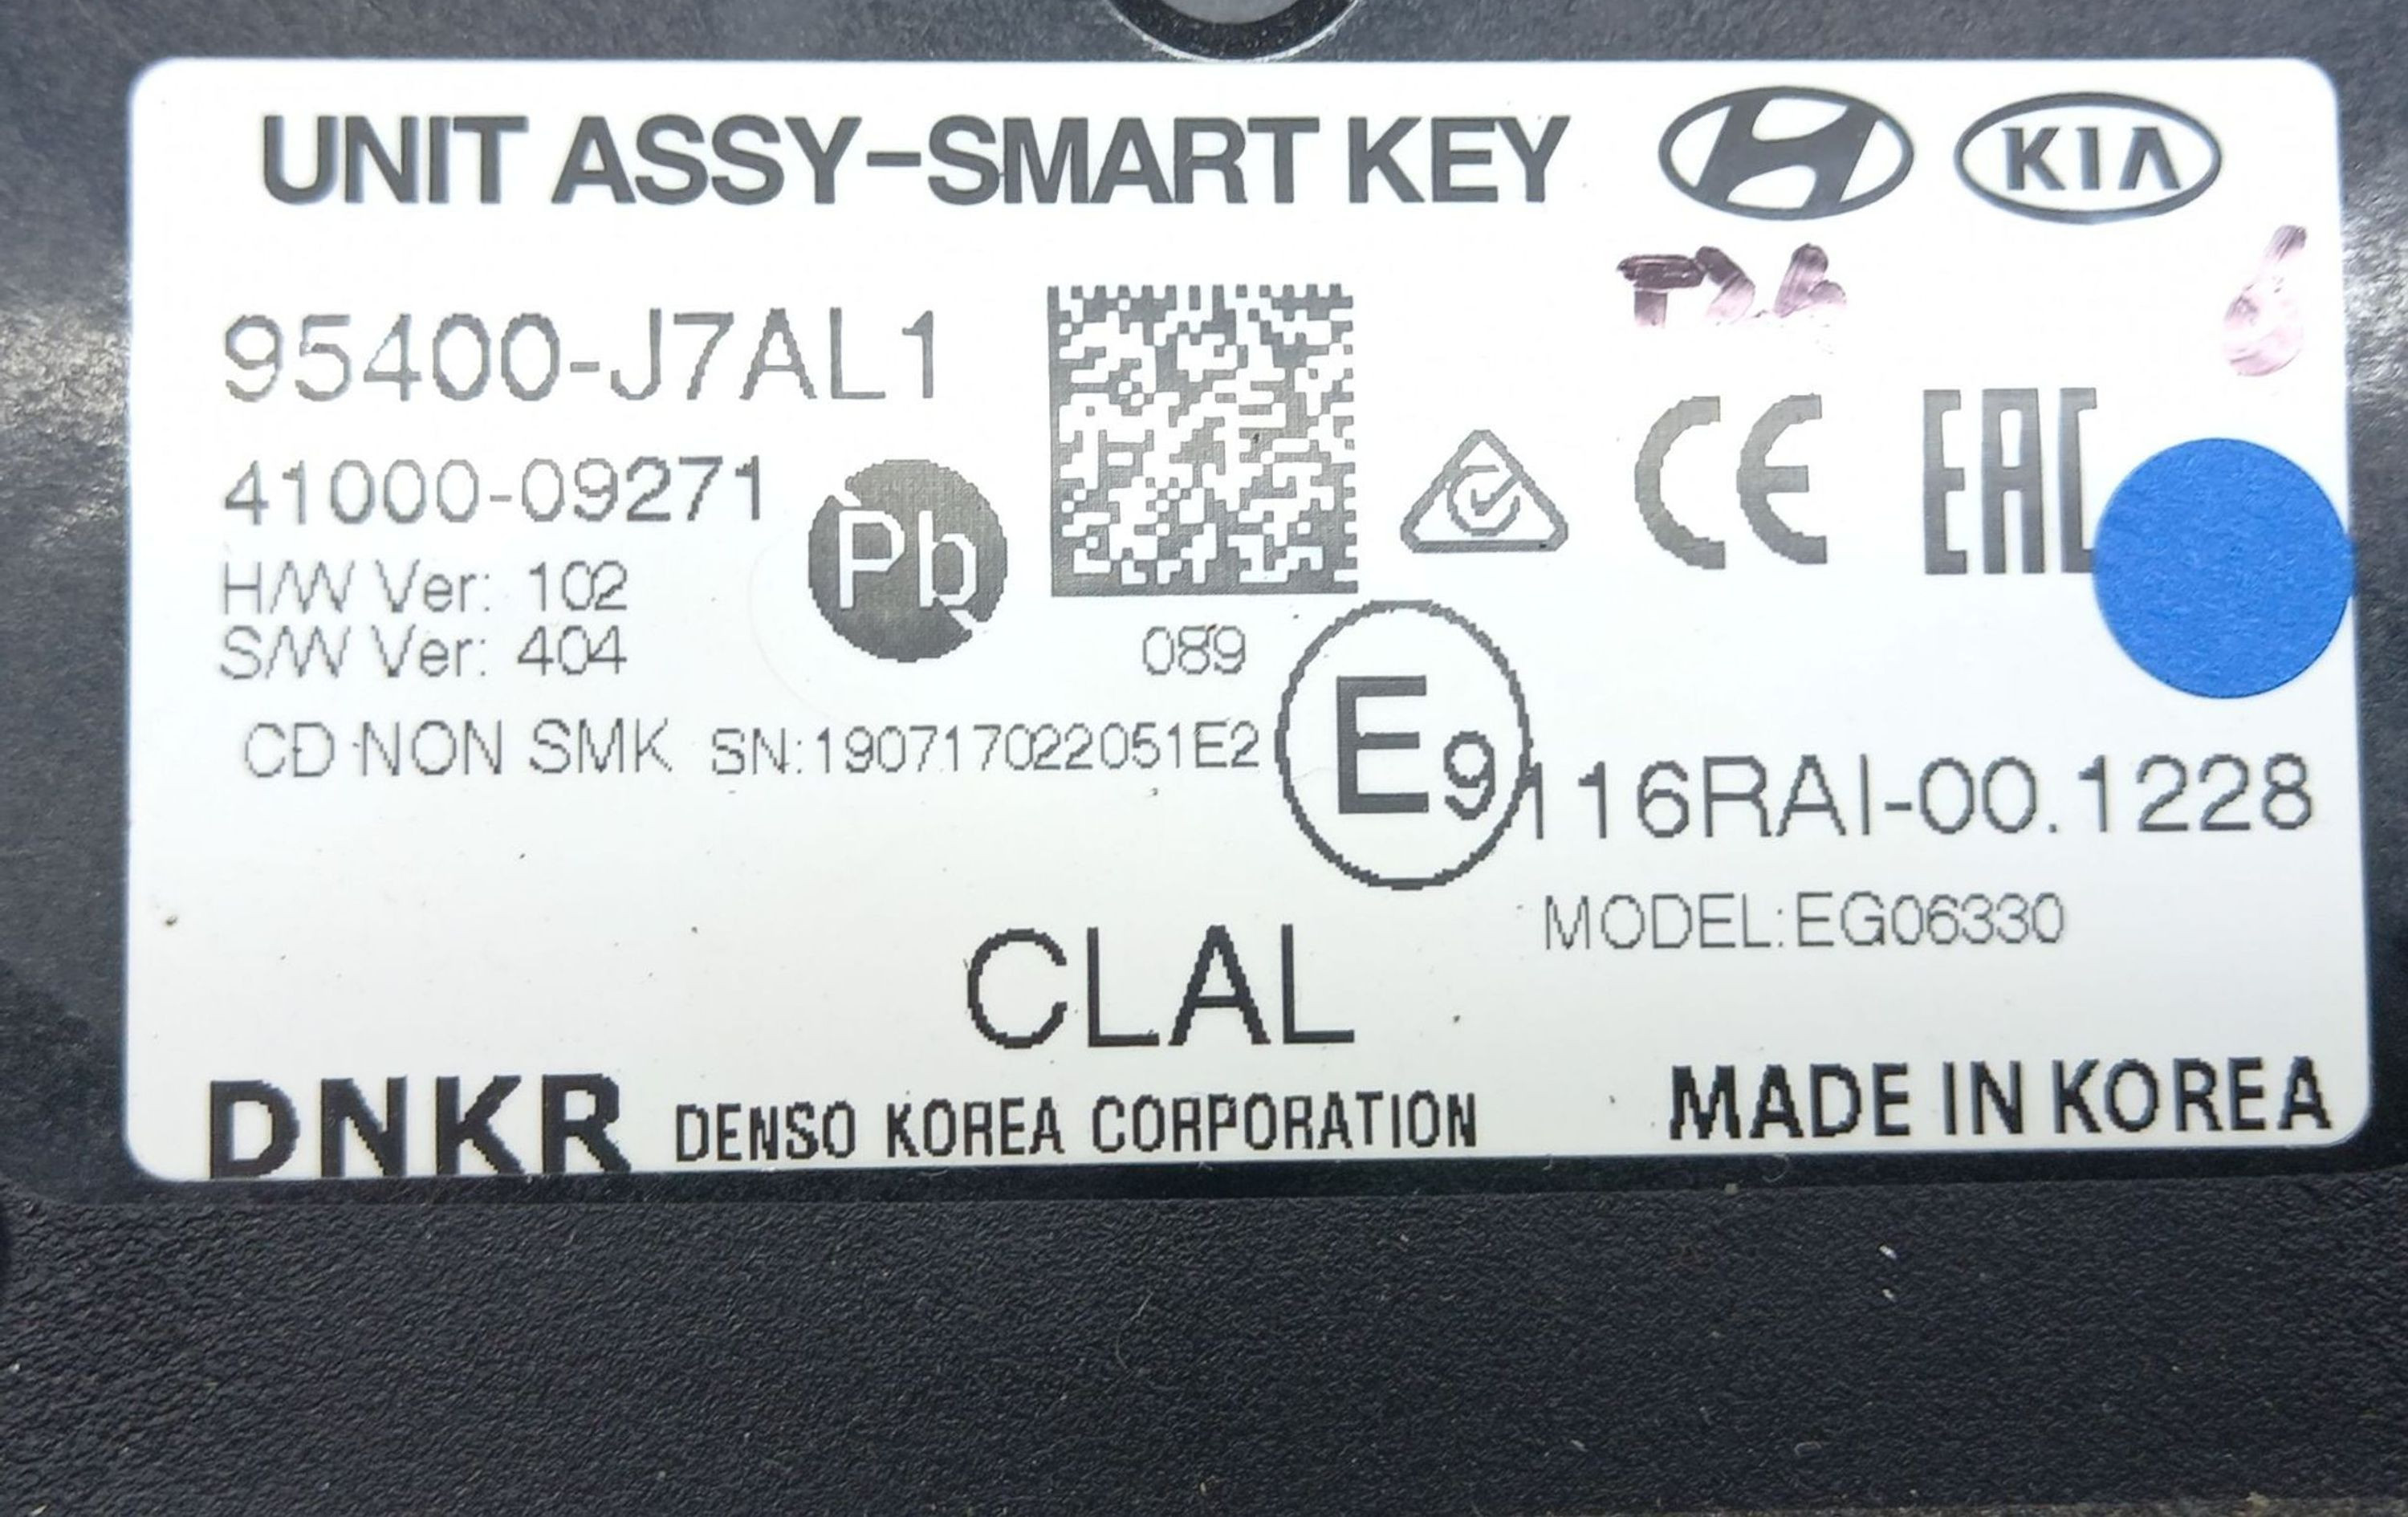 UNIT ASSY-SMART KEY
KIA
95400-J7AL1
41000-09271
Pb
CE
EAC
H/W Ver: 102
S/W Ver: 404
089
CD NON SMK SN:190717022051E2
E9
116RAI-00.1228
MODEL:EG06330
CLAL
DNKR DENSO KOREA CORPORATION
MADE IN KOREA